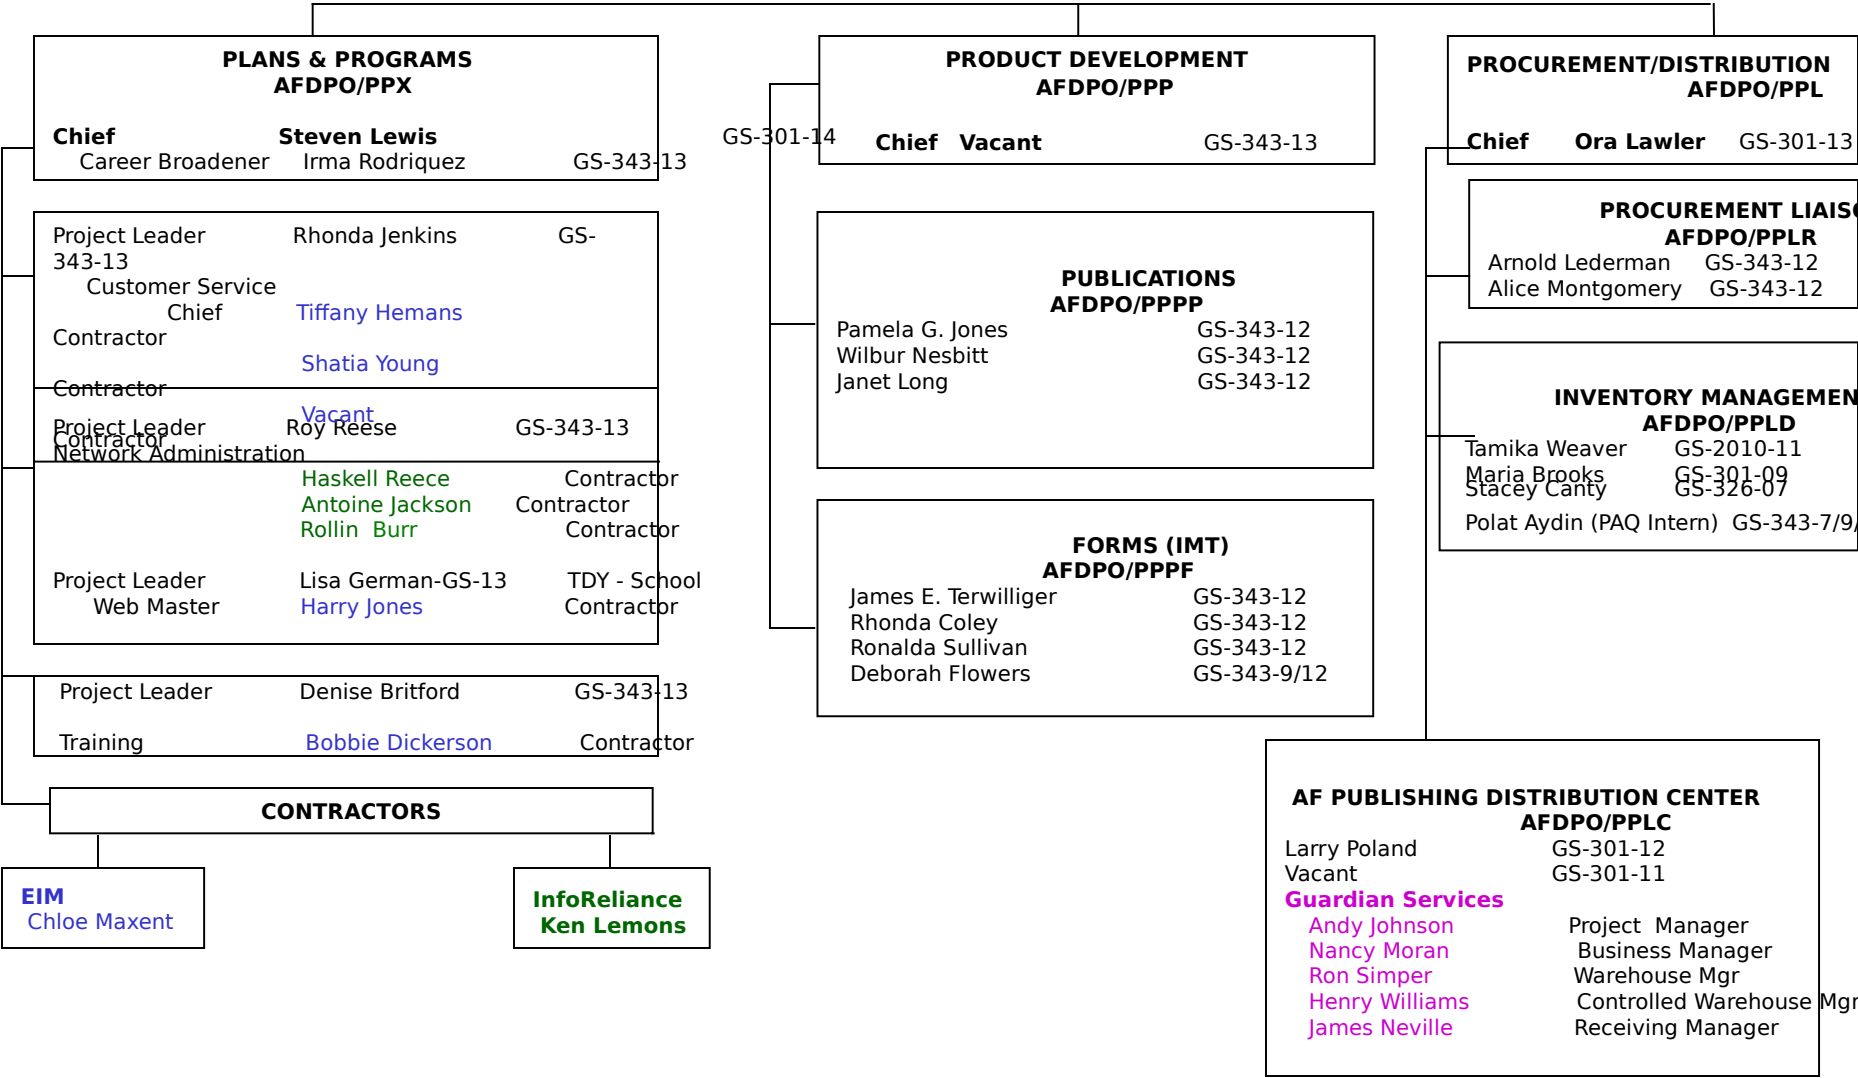 PLANS & PROGRAMS
AFDPO/PPX
Chief Steven Lewis GS-301-14
Career Broadener Irma Rodriquez GS-343-13
Project Leader Rhonda Jenkins GS-
343-13
Customer Service
Chief Tiffany Hemans
Contractor
Shatia Young
Contractor
Vacant
Contractor
Project Leader Roy Reese GS-343-13
Network Administration
Haskell Reece Contractor
Antoine Jackson Contractor
Rollin Burr Contractor
Project Leader Lisa German-GS-13 TDY - School
Web Master Harry Jones Contractor
Project Leader Denise Britford GS-343-13
Training Bobbie Dickerson Contractor
CONTRACTORS
EIM
Chloe Maxent
InfoReliance
Ken Lemons
PRODUCT DEVELOPMENT
AFDPO/PPP
Chief Vacant GS-343-13
PUBLICATIONS
AFDPO/PPPP
Pamela G. Jones GS-343-12
Wilbur Nesbitt GS-343-12
Janet Long GS-343-12
FORMS (IMT)
AFDPO/PPPF
James E. Terwilliger GS-343-12
Rhonda Coley GS-343-12
Ronalda Sullivan GS-343-12
Deborah Flowers GS-343-9/12
PROCUREMENT/DISTRIBUTION
AFDPO/PPL
Chief Ora Lawler GS-301-13
PROCUREMENT LIAISO
AFDPO/PPLR
Arnold Lederman GS-343-12
Alice Montgomery GS-343-12
INVENTORY MANAGEMEN
AFDPO/PPLD
Tamika Weaver GS-2010-11
Maria Brooks GS-301-09
Stacey Canty GS-326-07
Polat Aydin (PAQ Intern) GS-343-7/9/
AF PUBLISHING DISTRIBUTION CENTER
AFDPO/PPLC
Larry Poland GS-301-12
Vacant GS-301-11
Guardian Services
Andy Johnson Project Manager
Nancy Moran Business Manager
Ron Simper Warehouse Mgr
Henry Williams Controlled Warehouse Mgr
James Neville Receiving Manager